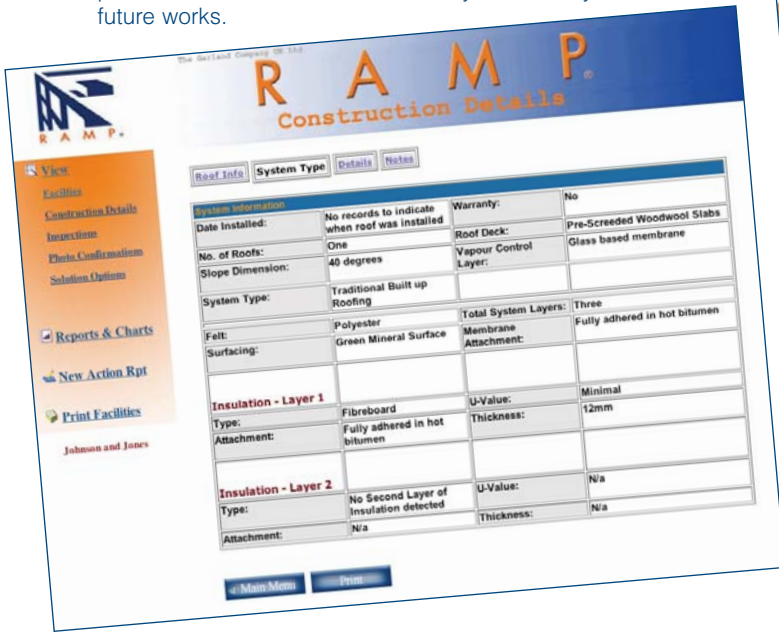 future works.
The Garland Company UK Ltd.
R A M P®
Construction Details
R A M P.
View
Facilities
Construction Details
Inspections
Photo Confirmations
Solution Options
Reports & Charts
New Action Rpt
Print Facilities
Johnson and Jones
Roof Info System Type Details Notes
System Information
Date Installed: No records to indicate when roof was installed Warranty: No
No. of Roofs: One Roof Deck: Pre-Screeded Woodwool Slabs
Slope Dimension: 40 degrees Vapour Control Layer: Glass based membrane
System Type: Traditional Built up Roofing
Felt: Polyester Total System Layers: Three
Surfacing: Green Mineral Surface Membrane Attachment: Fully adhered in hot bitumen
Insulation - Layer 1
Type: Fibreboard U-Value: Minimal
Attachment: Fully adhered in hot bitumen Thickness: 12mm
Insulation - Layer 2
Type: No Second Layer of Insulation detected U-Value: N/a
Attachment: N/a Thickness: N/a
Main Menu Print